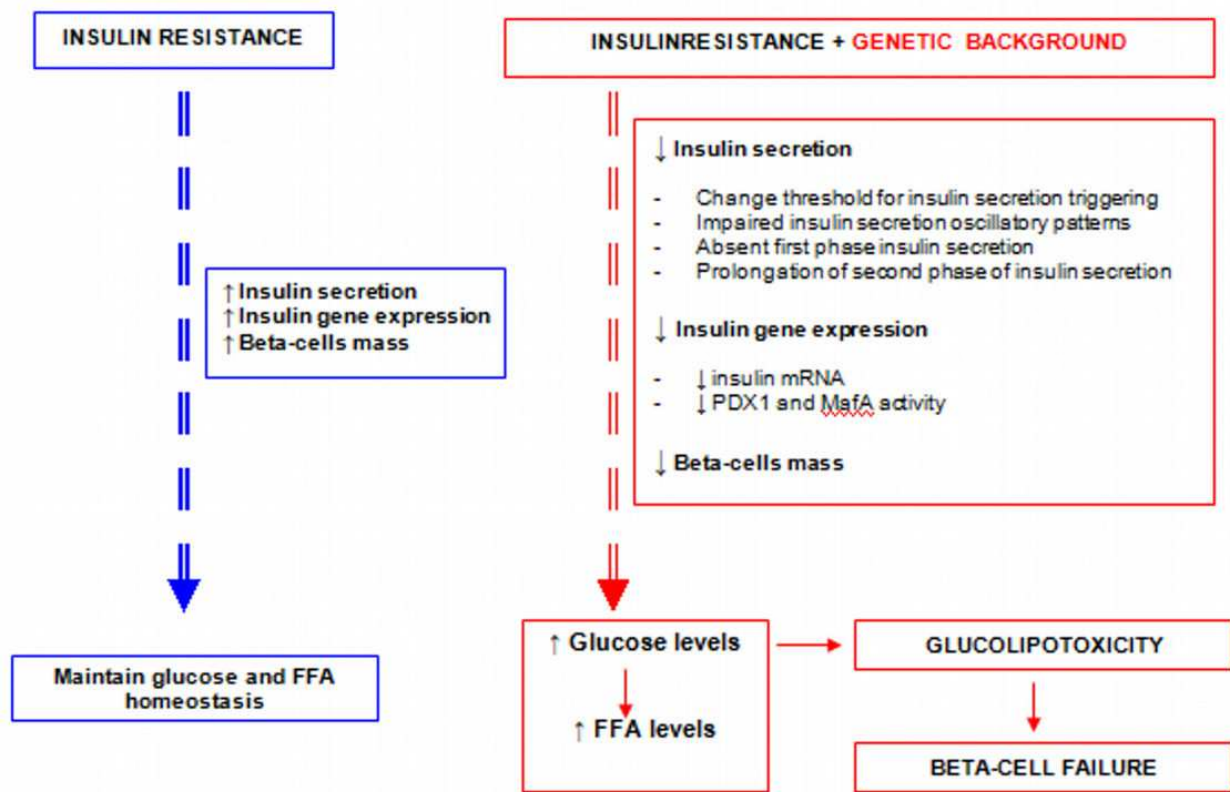 INSULIN RESISTANCE
↑ Insulin secretion
↑ Insulin gene expression
↑ Beta-cells mass
Maintain glucose and FFA
homeostasis
INSULINRESISTANCE + GENETIC BACKGROUND
↓ Insulin secretion
- Change threshold for insulin secretion triggering
- Impaired insulin secretion oscillatory patterns
- Absent first phase insulin secretion
- Prolongation of second phase of insulin secretion
↓ Insulin gene expression
- ↓ insulin mRNA
- ↓ PDX1 and MafA activity
↓ Beta-cells mass
↑ Glucose levels
↑ FFA levels
GLUCOLIPOTOXICITY
BETA-CELL FAILURE